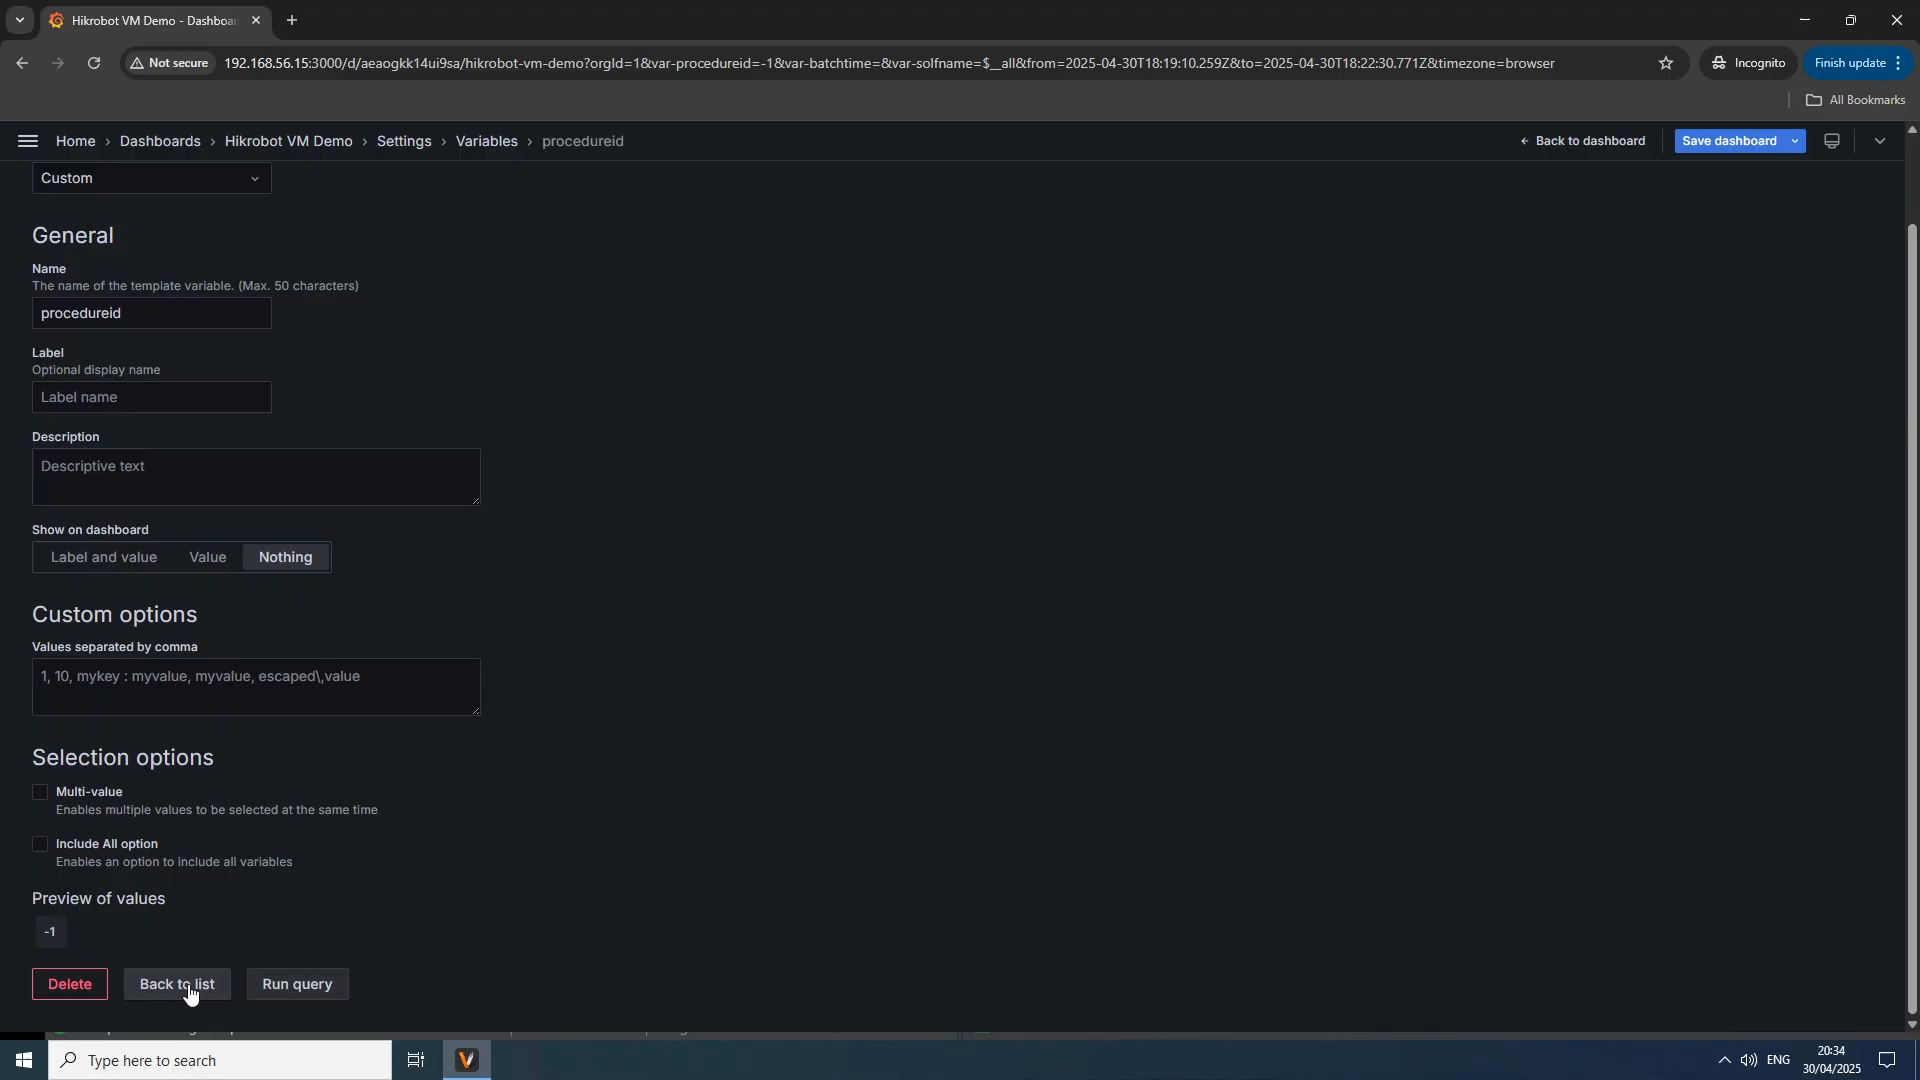 Hikrobot VM Demo - Dashboa
Not secure
192.168.56.15:3000/d/aeaogkk14ui9sa/hikrobot-vm-demo?orgId=1&var-procedureid=-1&var-batchtime=&var-solfname=$__all&from=2025-04-30T18:19:10.259Z&to=2025-04-30T18:22:30.771Z&timezone=browser
Incognito
Finish update
All Bookmarks
Home › Dashboards › Hikrobot VM Demo › Settings › Variables › procedureid
Back to dashboard
Save dashboard
Custom
General
Name
The name of the template variable. (Max. 50 characters)
procedureid
Label
Optional display name
Label name
Description
Descriptive text
Show on dashboard
Label and value Value Nothing
Custom options
Values separated by comma
1, 10, mykey : myvalue, myvalue, escaped\,value
Selection options
Multi-value
Enables multiple values to be selected at the same time
Include All option
Enables an option to include all variables
Preview of values
-1
Delete Back to list Run query
Type here to search
ENG
20:34
30/04/2025